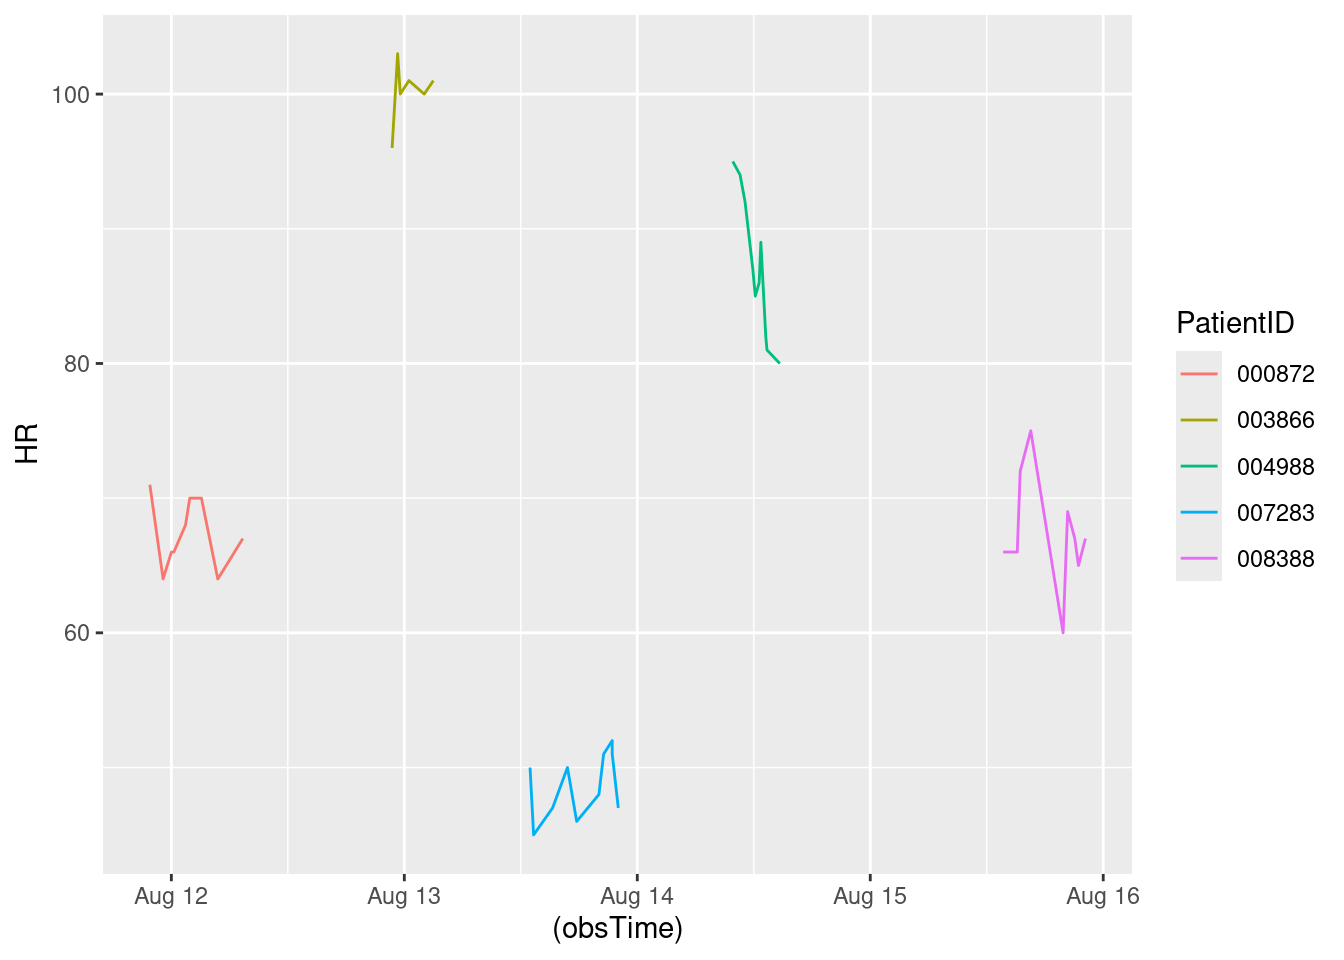 100
80
60
HR
Aug 12
Aug 13
Aug 14
Aug 15
Aug 16
(obsTime)
PatientID
000872
003866
004988
007283
008388